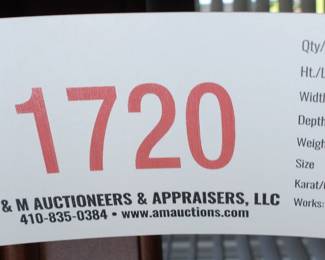 1720
& M AUCTIONEERS & APPRAISERS, LLC
410-835-0384 • www.amauctions.com
Qty/
Ht./L
Width
Depth
Weigh
Size
Karat/
Works: